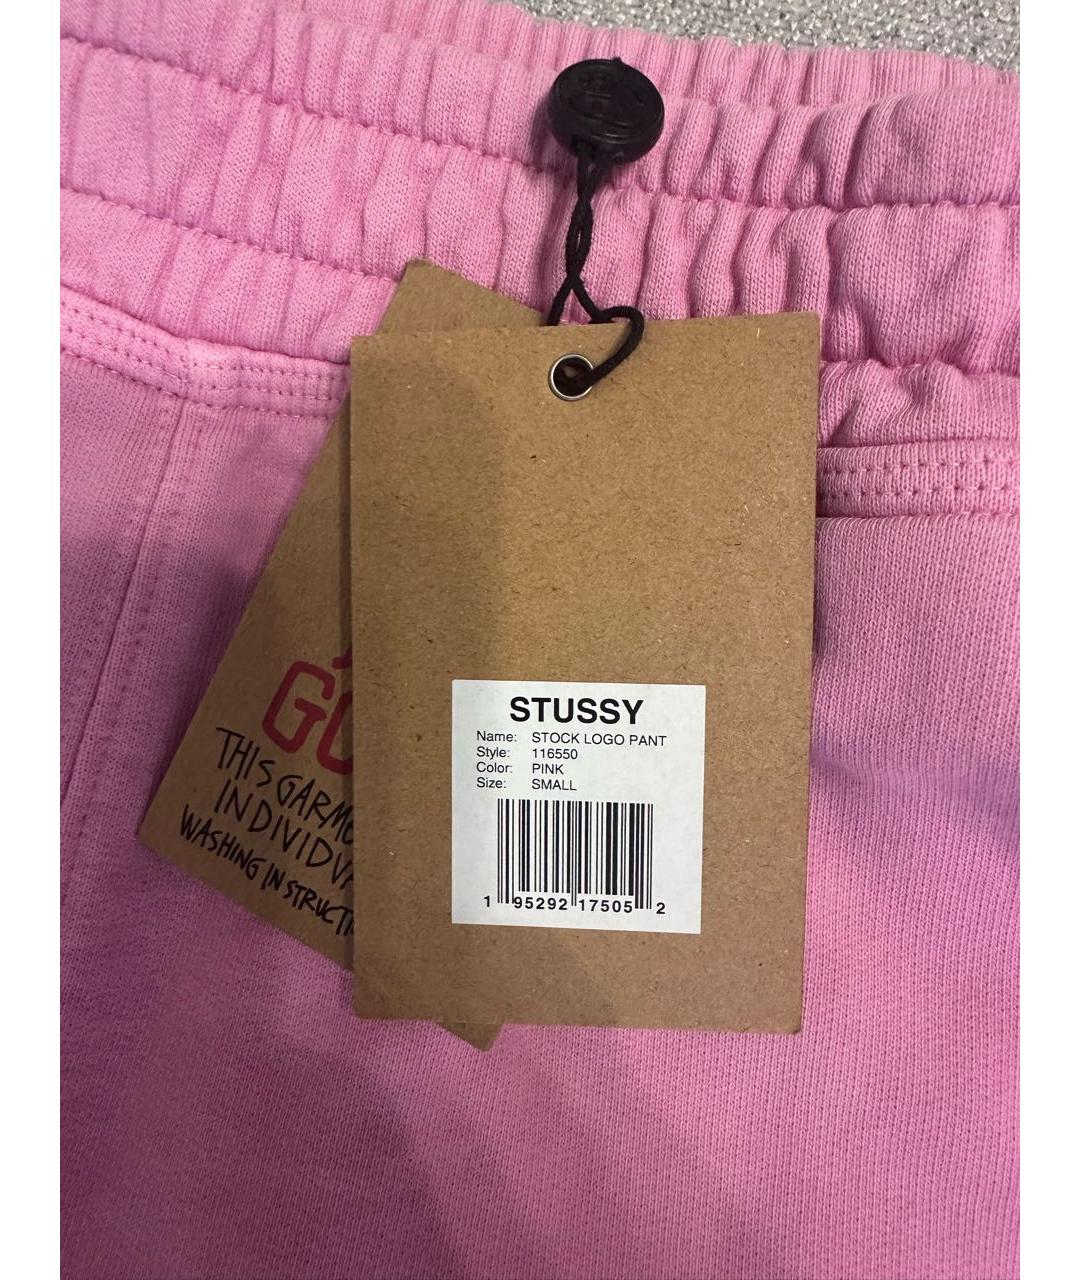 STUSSY
Name: STOCK LOGO PANT
Style: 116550
Color: PINK
Size: SMALL
1 95292 17505 2
THIS GARM
INDIVID
WASHING INSTRUCTI